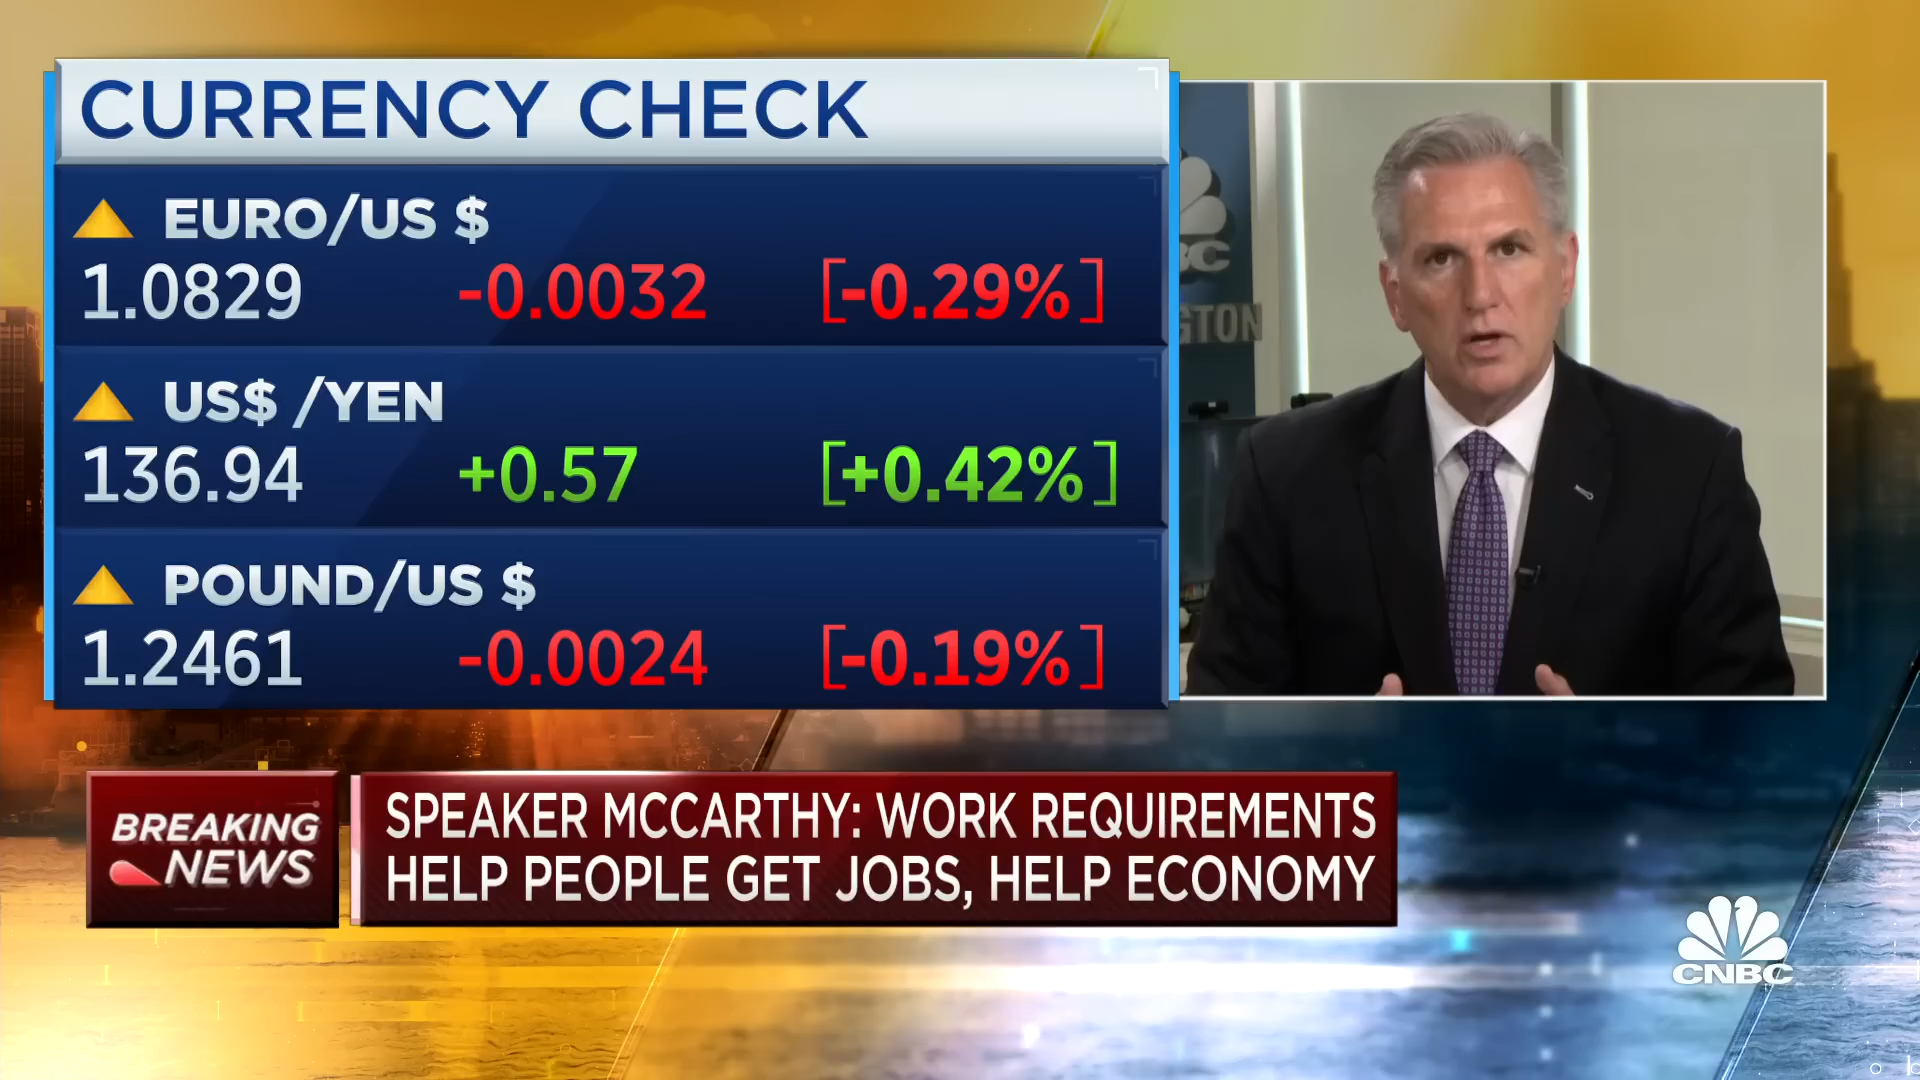 CURRENCY CHECK
EURO/US $
1.0829 -0.0032 [-0.29%]
US$ /YEN
136.94 +0.57 [+0.42%]
POUND/US $
1.2461 -0.0024 [-0.19%]
BREAKING
NEWS
SPEAKER MCCARTHY: WORK REQUIREMENTS
HELP PEOPLE GET JOBS, HELP ECONOMY
CNBC